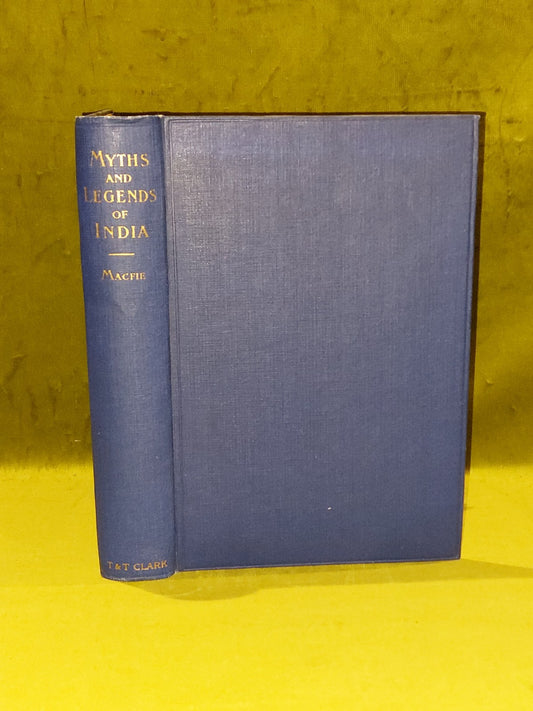 MYTHS
AND
LEGENDS
OF
INDIA
MACFIE
T & T CLARK